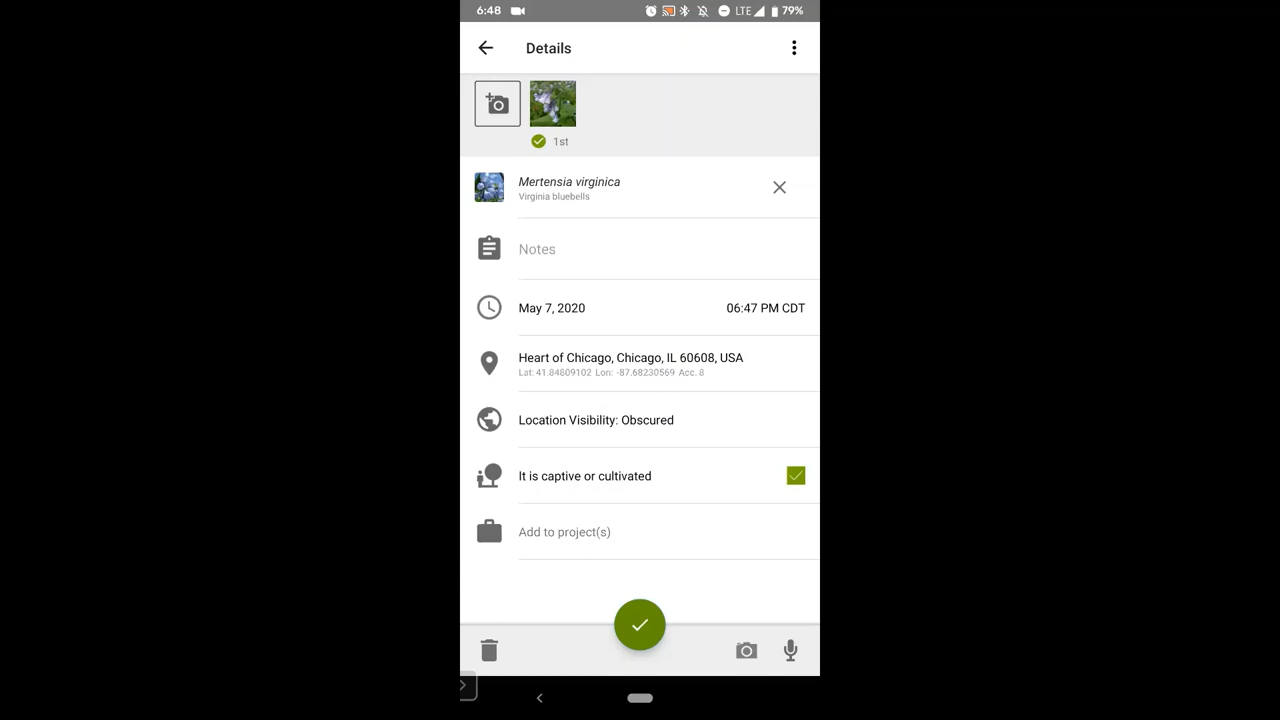 6:48 LTE 79%
Details
1st
Mertensia virginica
Virginia bluebells
Notes
May 7, 2020 06:47 PM CDT
Heart of Chicago, Chicago, IL 60608, USA
Lat: 41.84809102 Lon: -87.68230569 Acc. 8
Location Visibility: Obscured
It is captive or cultivated
Add to project(s)